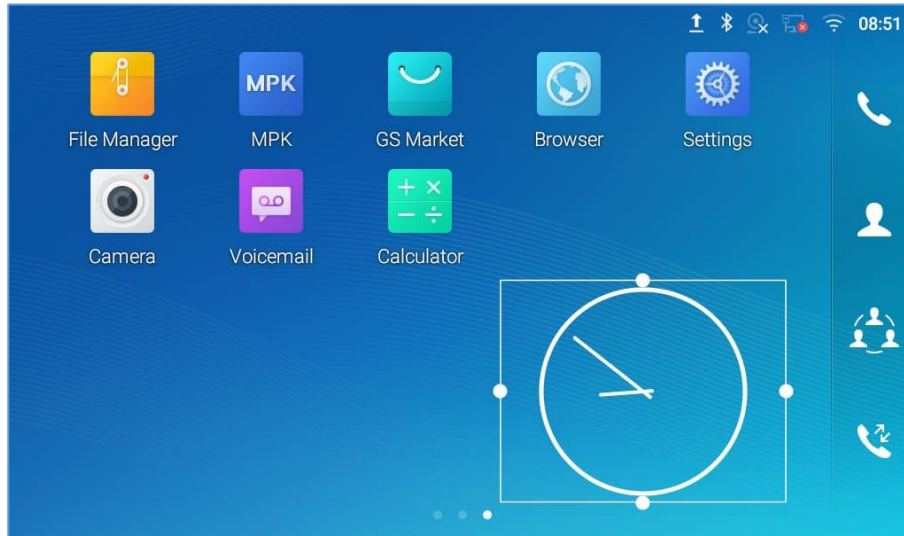 08:51
MPK
File Manager MPK GS Market Browser Settings
Camera Voicemail Calculator